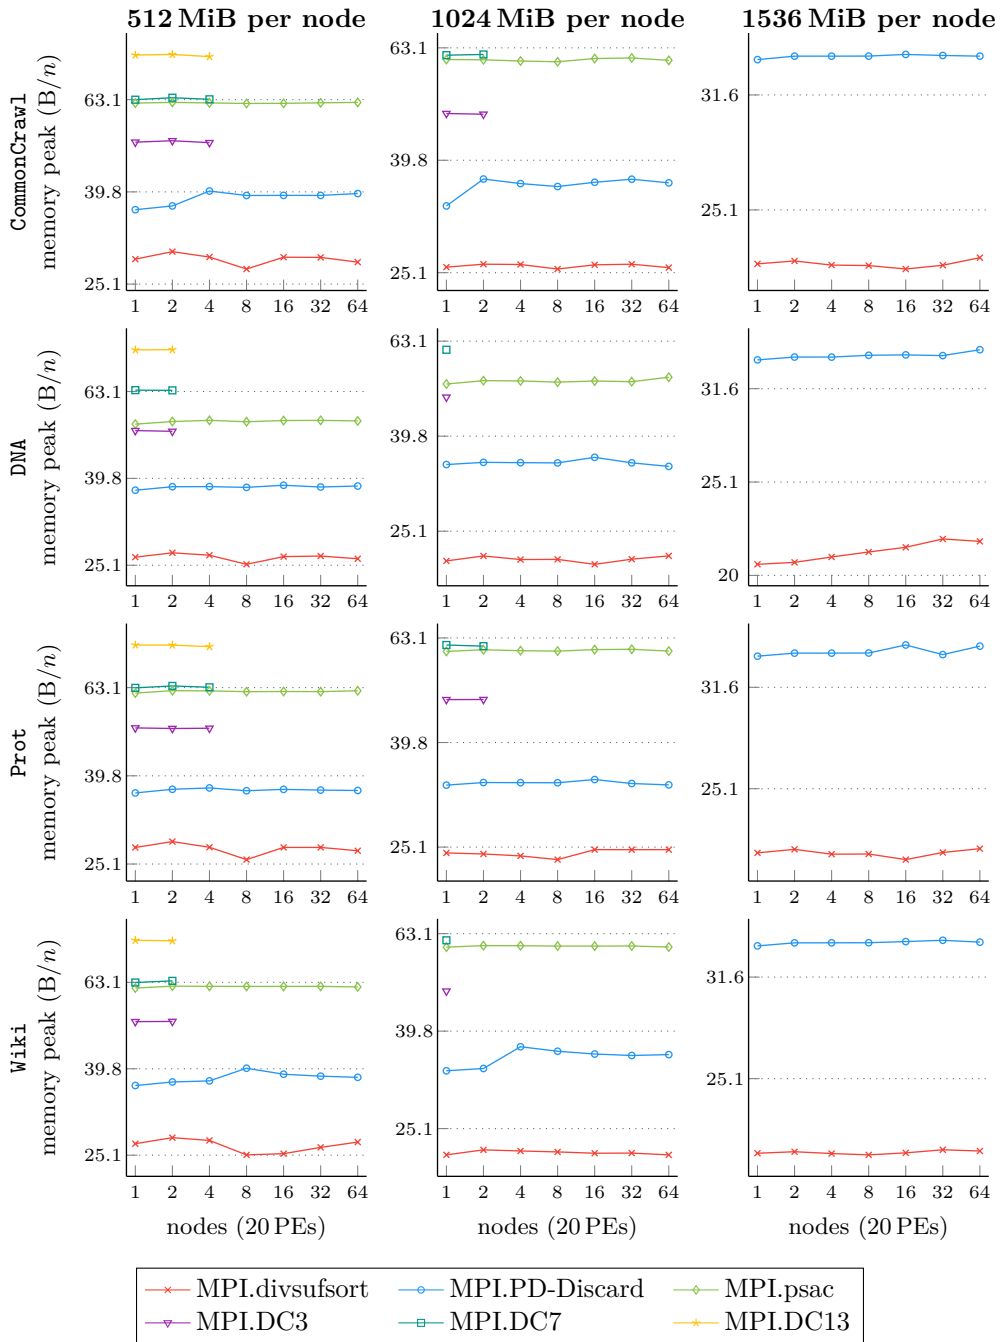 512 MiB per node 1024 MiB per node 1536 MiB per node
CommonCrawl
memory peak (B/n)
63.1
39.8
25.1
1 2 4 8 16 32 64
63.1
39.8
25.1
1 2 4 8 16 32 64
31.6
25.1
1 2 4 8 16 32 64
DNA
memory peak (B/n)
63.1
39.8
25.1
1 2 4 8 16 32 64
63.1
39.8
25.1
1 2 4 8 16 32 64
31.6
25.1
20
1 2 4 8 16 32 64
Prot
memory peak (B/n)
63.1
39.8
25.1
1 2 4 8 16 32 64
63.1
39.8
25.1
1 2 4 8 16 32 64
31.6
25.1
1 2 4 8 16 32 64
Wiki
memory peak (B/n)
63.1
39.8
25.1
1 2 4 8 16 32 64
63.1
39.8
25.1
1 2 4 8 16 32 64
31.6
25.1
1 2 4 8 16 32 64
nodes (20 PEs) nodes (20 PEs) nodes (20 PEs)
MPI.divsufsort MPI.PD-Discard MPI.psac
MPI.DC3 MPI.DC7 MPI.DC13